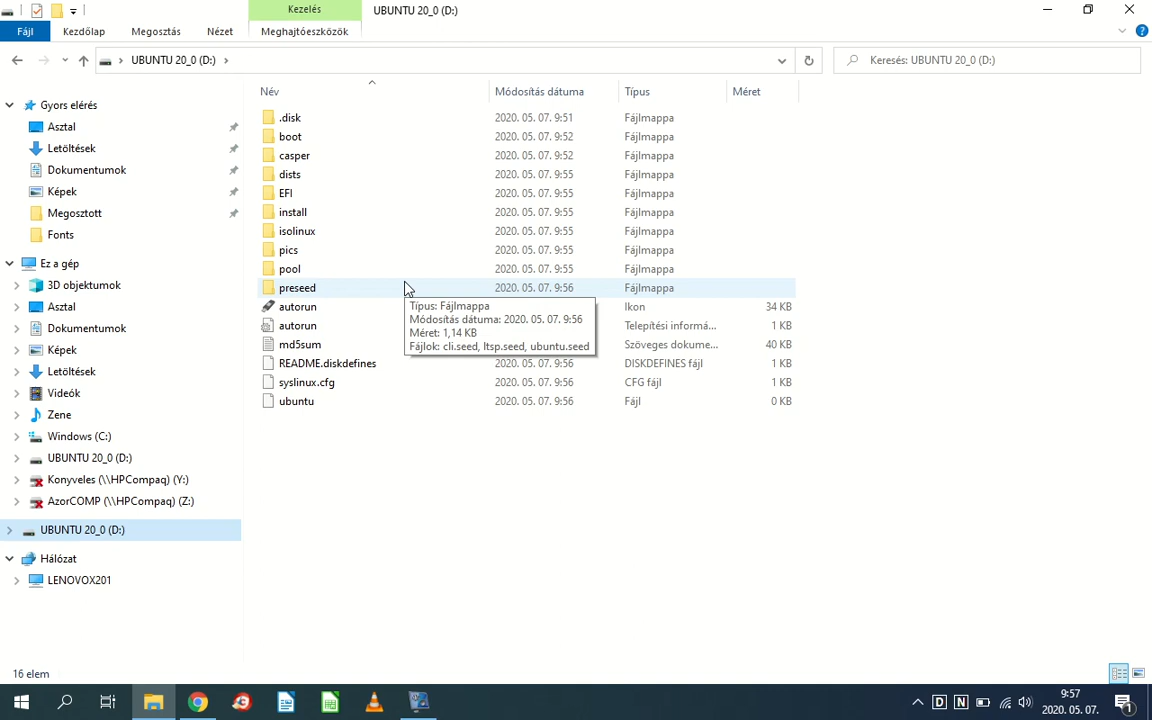 Kezelés
UBUNTU 20_0 (D:)
Fájl
Kezdőlap
Megosztás
Nézet
Meghajtóeszközök
UBUNTU 20_0 (D:)
Keresés: UBUNTU 20_0 (D:)
Név
Módosítás dátuma
Típus
Méret
Gyors elérés
Asztal
Letöltések
Dokumentumok
Képek
Megosztott
Fonts
Ez a gép
3D objektumok
Asztal
Dokumentumok
Képek
Letöltések
Videók
Zene
Windows (C:)
UBUNTU 20_0 (D:)
Konyveles (\\HPCompaq) (Y:)
AzorCOMP (\\HPCompaq) (Z:)
UBUNTU 20_0 (D:)
Hálózat
LENOVOX201
.disk 2020. 05. 07. 9:51 Fájlmappa
boot 2020. 05. 07. 9:52 Fájlmappa
casper 2020. 05. 07. 9:52 Fájlmappa
dists 2020. 05. 07. 9:55 Fájlmappa
EFI 2020. 05. 07. 9:55 Fájlmappa
install 2020. 05. 07. 9:55 Fájlmappa
isolinux 2020. 05. 07. 9:55 Fájlmappa
pics 2020. 05. 07. 9:55 Fájlmappa
pool 2020. 05. 07. 9:55 Fájlmappa
preseed 2020. 05. 07. 9:56 Fájlmappa
autorun Ikon 34 KB
autorun Telepítési informá... 1 KB
md5sum Szöveges dokume... 40 KB
README.diskdefines 2020. 05. 07. 9:56 DISKDEFINES fájl 1 KB
syslinux.cfg 2020. 05. 07. 9:56 CFG fájl 1 KB
ubuntu 2020. 05. 07. 9:56 Fájl 0 KB
Típus: Fájlmappa
Módosítás dátuma: 2020. 05. 07. 9:56
Méret: 1,14 KB
Fájlok: cli.seed, ltsp.seed, ubuntu.seed
16 elem
D
N
9:57
2020. 05. 07.
1